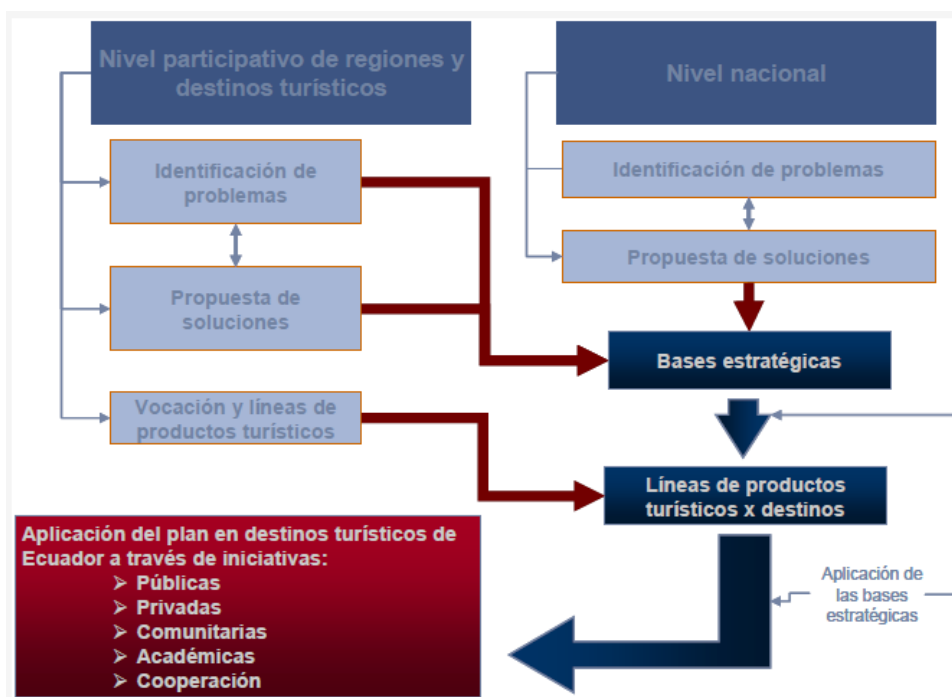 Nivel participativo de regiones y
destinos turísticos
Identificación de
problemas
Propuesta de
soluciones
Vocación y líneas de
productos turísticos
Nivel nacional
Identificación de problemas
Propuesta de soluciones
Bases estratégicas
Líneas de productos
turísticos x destinos
Aplicación de
las bases
estratégicas
Aplicación del plan en destinos turísticos de
Ecuador a través de iniciativas:
➢ Públicas
➢ Privadas
➢ Comunitarias
➢ Académicas
➢ Cooperación